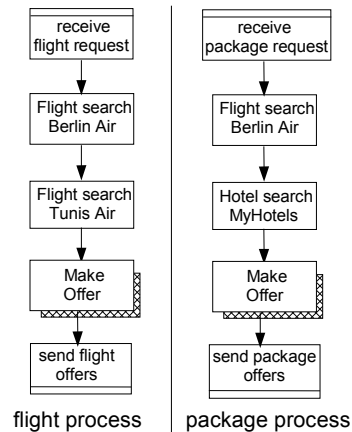 receive
flight request
Flight search
Berlin Air
Flight search
Tunis Air
Make
Offer
send flight
offers
flight process
receive
package request
Flight search
Berlin Air
Hotel search
MyHotels
Make
Offer
send package
offers
package process